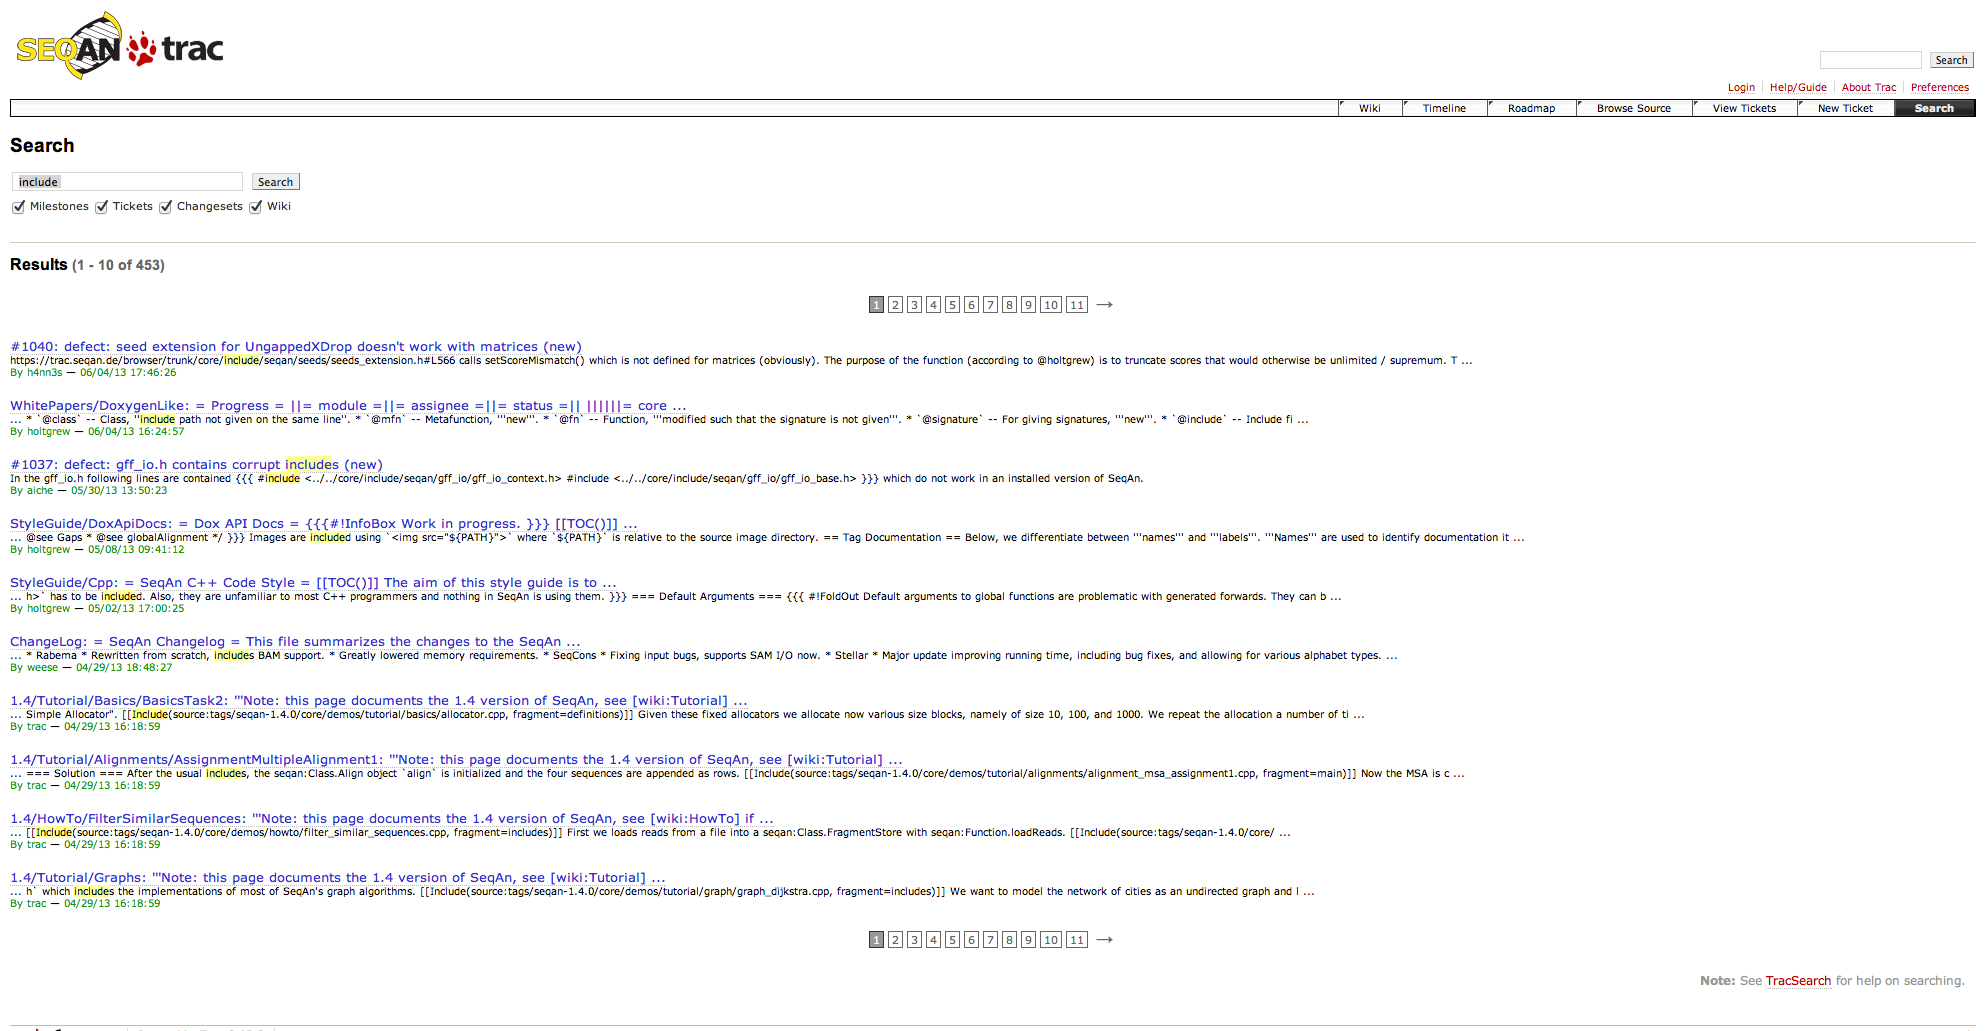 SEQAN trac
Search
Login Help/Guide About Trac Preferences
Wiki Timeline Roadmap Browse Source View Tickets New Ticket Search
Search
include Search
Milestones Tickets Changesets Wiki
Results (1 - 10 of 453)
1 2 3 4 5 6 7 8 9 10 11 →
#1040: defect: seed extension for UngappedXDrop doesn't work with matrices (new)
https://trac.seqan.de/browser/trunk/core/include/seqan/seeds/seeds_extension.h#L566 calls setScoreMismatch() which is not defined for matrices (obviously). The purpose of the function (according to @holtgrew) is to truncate scores that would otherwise be unlimited / supremum. T ...
By h4nn3s — 06/04/13 17:46:26
WhitePapers/DoxygenLike: = Progress = ||= module =||= assignee =||= status =|| ||||||= core ...
... * `@class` -- Class, ''include path not given on the same line''. * `@mfn` -- Metafunction, '''new'''. * `@fn` -- Function, '''modified such that the signature is not given'''. * `@signature` -- For giving signatures, '''new'''. * `@include` -- Include fi ...
By holtgrew — 06/04/13 16:24:57
#1037: defect: gff_io.h contains corrupt includes (new)
In the gff_io.h following lines are contained {{{ #include <../../core/include/seqan/gff_io/gff_io_context.h> #include <../../core/include/seqan/gff_io/gff_io_base.h> }}} which do not work in an installed version of SeqAn.
By aiche — 05/30/13 13:50:23
StyleGuide/DoxApiDocs: = Dox API Docs = {{{#!InfoBox Work in progress. }}} [[TOC()]] ...
... @see Gaps * @see globalAlignment */ }}} Images are included using `<img src="${PATH}">` where `${PATH}` is relative to the source image directory. == Tag Documentation == Below, we differentiate between '''names''' and '''labels'''. '''Names''' are used to identify documentation it ...
By holtgrew — 05/08/13 09:41:12
StyleGuide/Cpp: = SeqAn C++ Code Style = [[TOC()]] The aim of this style guide is to ...
... h>` has to be included. Also, they are unfamiliar to most C++ programmers and nothing in SeqAn is using them. }}} === Default Arguments === {{{ #!FoldOut Default arguments to global functions are problematic with generated forwards. They can b ...
By holtgrew — 05/02/13 17:00:25
ChangeLog: = SeqAn Changelog = This file summarizes the changes to the SeqAn ...
... * Rabema * Rewritten from scratch, includes BAM support. * Greatly lowered memory requirements. * SeqCons * Fixing input bugs, supports SAM I/O now. * Stellar * Major update improving running time, including bug fixes, and allowing for various alphabet types. ...
By weese — 04/29/13 18:48:27
1.4/Tutorial/Basics/BasicsTask2: '''Note: this page documents the 1.4 version of SeqAn, see [wiki:Tutorial] ...
... Simple Allocator". [[Include(source:tags/seqan-1.4.0/core/demos/tutorial/basics/allocator.cpp, fragment=definitions)]] Given these fixed allocators we allocate now various size blocks, namely of size 10, 100, and 1000. We repeat the allocation a number of ti ...
By trac — 04/29/13 16:18:59
1.4/Tutorial/Alignments/AssignmentMultipleAlignment1: '''Note: this page documents the 1.4 version of SeqAn, see [wiki:Tutorial] ...
... === Solution === After the usual includes, the seqan:Class.Align object `align` is initialized and the four sequences are appended as rows. [[Include(source:tags/seqan-1.4.0/core/demos/tutorial/alignments/alignment_msa_assignment1.cpp, fragment=main)]] Now the MSA is c ...
By trac — 04/29/13 16:18:59
1.4/HowTo/FilterSimilarSequences: '''Note: this page documents the 1.4 version of SeqAn, see [wiki:HowTo] if ...
... [[Include(source:tags/seqan-1.4.0/core/demos/howto/filter_similar_sequences.cpp, fragment=includes)]] First we loads reads from a file into a seqan:Class.FragmentStore with seqan:Function.loadReads. [[Include(source:tags/seqan-1.4.0/core/ ...
By trac — 04/29/13 16:18:59
1.4/Tutorial/Graphs: '''Note: this page documents the 1.4 version of SeqAn, see [wiki:Tutorial] ...
... h` which includes the implementations of most of SeqAn's graph algorithms. [[Include(source:tags/seqan-1.4.0/core/demos/tutorial/graph/graph_dijkstra.cpp, fragment=includes)]] We want to model the network of cities as an undirected graph and l ...
By trac — 04/29/13 16:18:59
1 2 3 4 5 6 7 8 9 10 11 →
Note: See TracSearch for help on searching.